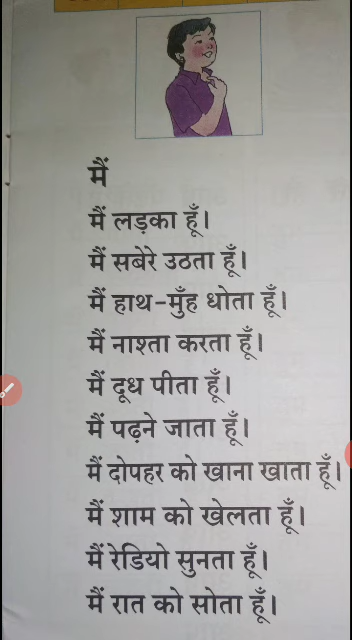 मैं
मैं लड़का हूँ।
मैं सबेरे उठता हूँ।
मैं हाथ-मुँह धोता हूँ।
मैं नाश्ता करता हूँ।
मैं दूध पीता हूँ।
मैं पढ़ने जाता हूँ।
मैं दोपहर को खाना खाता हूँ।
मैं शाम को खेलता हूँ।
मैं रेडियो सुनता हूँ।
मैं रात को सोता हूँ।